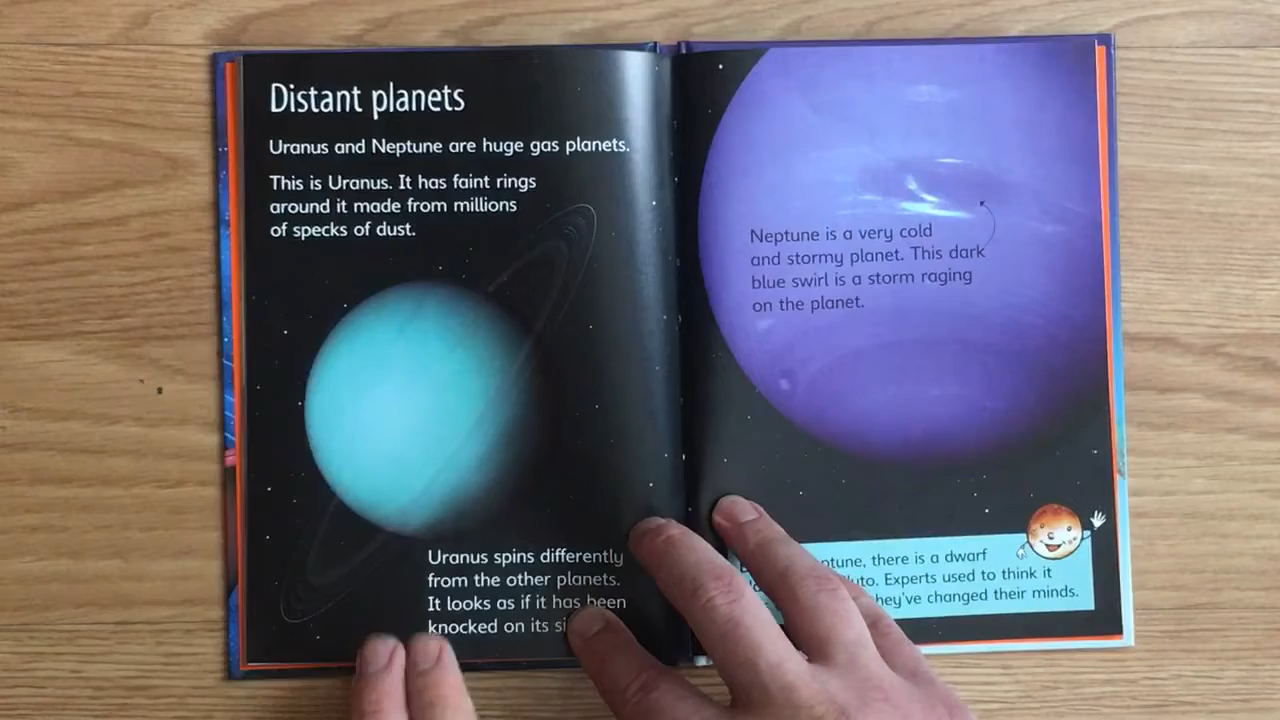 Distant planets
Uranus and Neptune are huge gas planets.
This is Uranus. It has faint rings
around it made from millions
of specks of dust.
Uranus spins differently
from the other planets.
It looks as if it has been
knocked on its
Neptune is a very cold
and stormy planet. This dark
blue swirl is a storm raging
on the planet.
there is a dwarf
Experts used to think it
they've changed their minds.